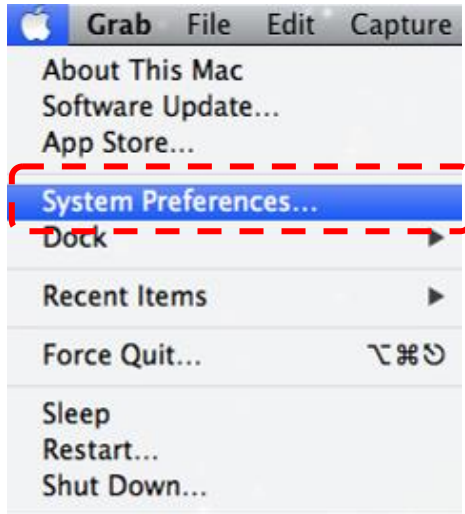 Grab File Edit Capture
About This Mac
Software Update...
App Store...
System Preferences...
Dock ▶
Recent Items ▶
Force Quit... ⌥⌘⎋
Sleep
Restart...
Shut Down...